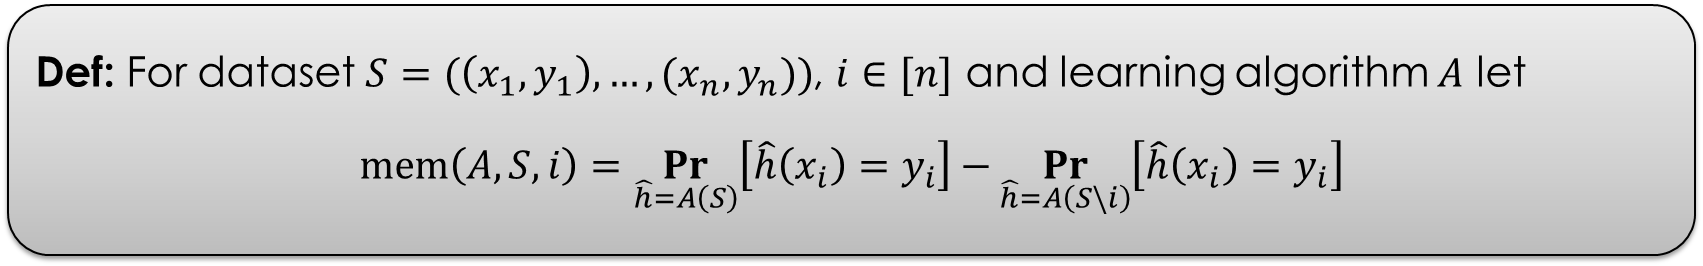 Def: For dataset S = ((x₁, y₁), … , (xₙ, yₙ)), i ∈ [n] and learning algorithm A let
mem(A, S, i) = Pr_{ĥ=A(S)}[ĥ(xᵢ) = yᵢ] − Pr_{ĥ=A(S\i)}[ĥ(xᵢ) = yᵢ]